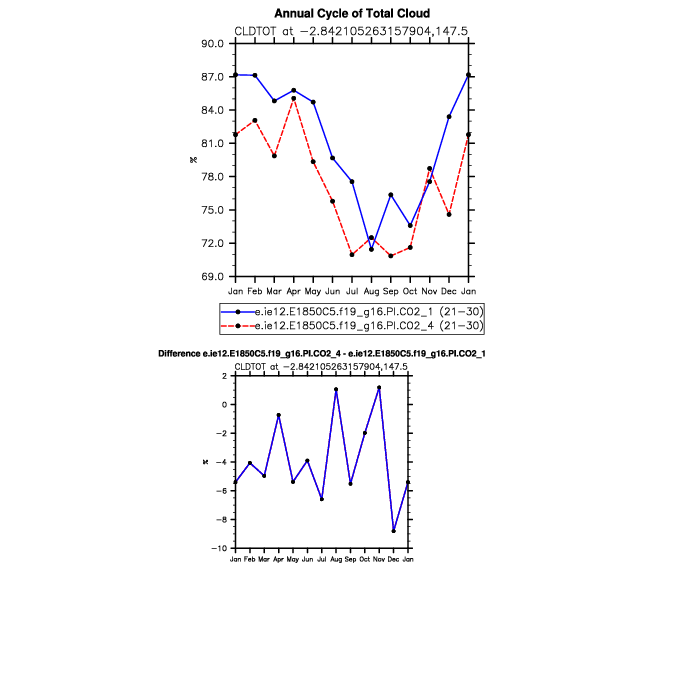 Annual Cycle of Total Cloud
CLDTOT at −2.842105263157904,147.5
90.0
87.0
84.0
81.0
78.0
75.0
72.0
69.0
%
Jan Feb Mar Apr May Jun Jul Aug Sep Oct Nov Dec Jan
e.ie12.E1850C5.f19_g16.PI.CO2_1 (21−30)
e.ie12.E1850C5.f19_g16.PI.CO2_4 (21−30)
Difference e.ie12.E1850C5.f19_g16.PI.CO2_4 - e.ie12.E1850C5.f19_g16.PI.CO2_1
CLDTOT at −2.842105263157904,147.5
2
0
−2
−4
−6
−8
−10
%
Jan Feb Mar Apr May Jun Jul Aug Sep Oct Nov Dec Jan